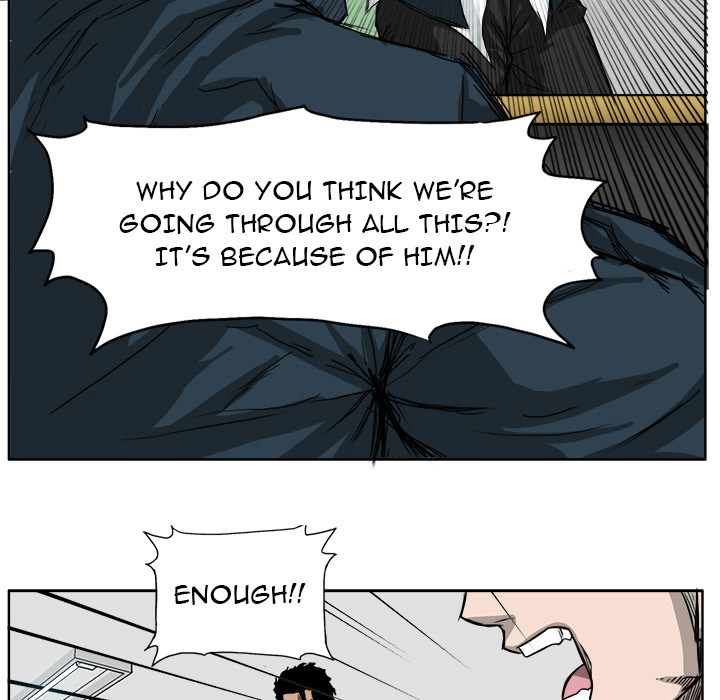 WHY DO YOU THINK WE'RE
GOING THROUGH ALL THIS?!
IT'S BECAUSE OF HIM!!
ENOUGH!!